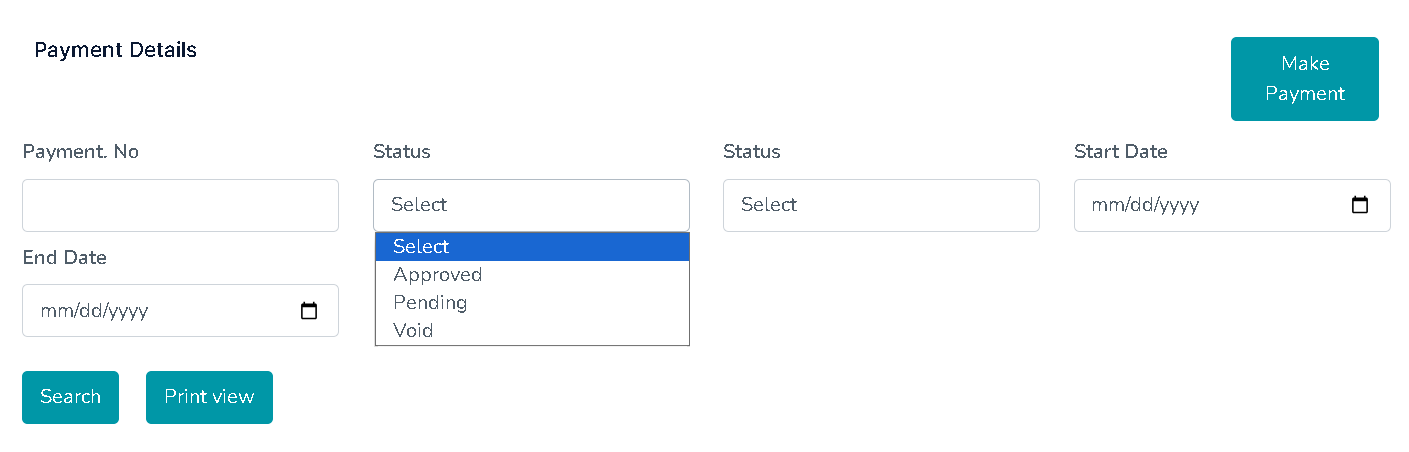 Payment Details
Make
Payment
Payment. No
Status
Status
Start Date
Select
Select
mm/dd/yyyy
End Date
Select
Approved
Pending
Void
mm/dd/yyyy
Search
Print view